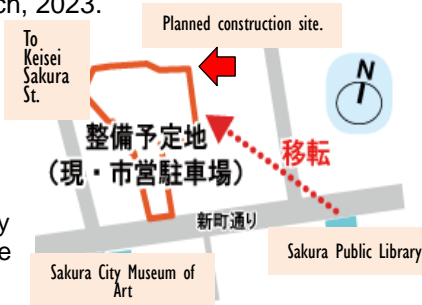 ch, 2023.
Planned construction site.
To
Keisei
Sakura
St.
N
整備予定地
(現・市営駐車場)
移転
新町通り
y
e
Sakura Public Library
Sakura City Museum of
Art